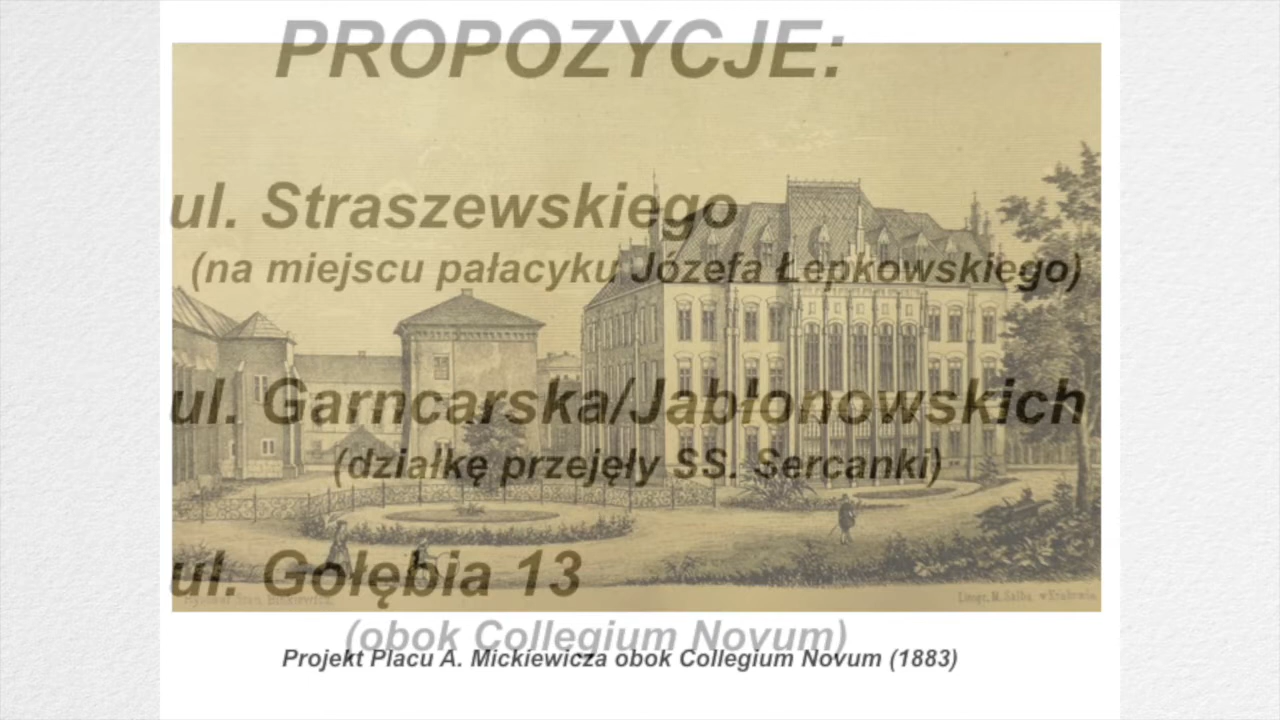 PROPOZYCJE:
ul. Straszewskiego
(na miejscu pałacyku Józefa Łepkowskiego)
ul. Garncarska/Jabłonowskich
(działkę przejęły SS. Sercanki)
ul. Gołębia 13
(obok Collegium Novum)
Projekt Placu A. Mickiewicza obok Collegium Novum (1883)